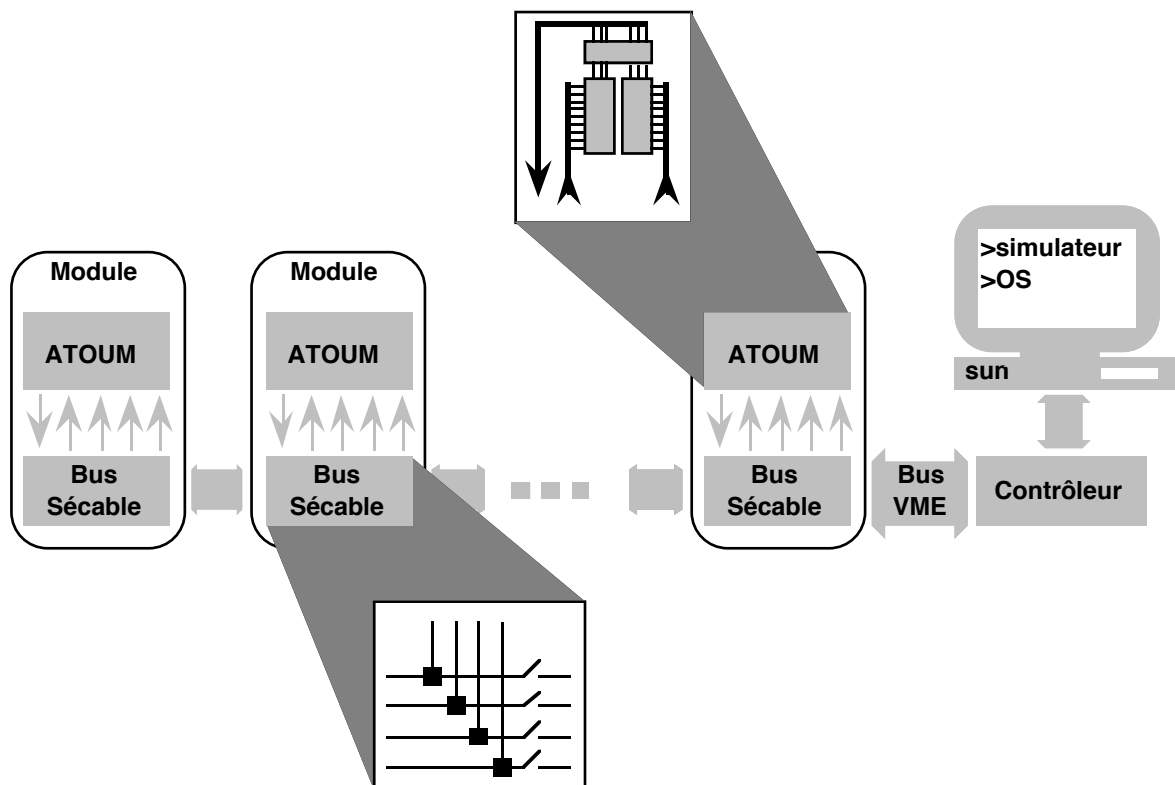 >simulateur
>OS
Module
Module
ATOUM
ATOUM
ATOUM
sun
Bus
Sécable
Bus
Sécable
Bus
Sécable
Bus
VME
Contrôleur